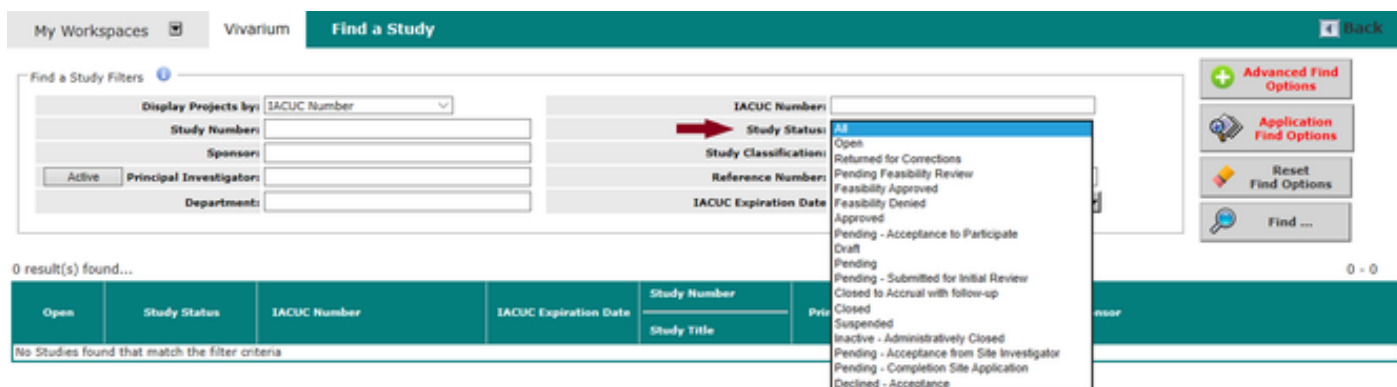 My Workspaces
Vivarium
Find a Study
Back
Find a Study Filters
Display Projects by: IACUC Number
Study Number:
Sponsor:
Active Principal Investigator:
Department:
IACUC Number:
Study Status:
Study Classification:
Reference Number:
IACUC Expiration Date
All
Open
Returned for Corrections
Pending Feasibility Review
Feasibility Approved
Feasibility Denied
Approved
Pending - Acceptance to Participate
Draft
Pending
Pending - Submitted for Initial Review
Closed to Accrual with follow-up
Closed
Suspended
Inactive - Administratively Closed
Pending - Acceptance from Site Investigator
Pending - Completion Site Application
Declined - Acceptance
Advanced Find
Options
Application
Find Options
Reset
Find Options
Find ...
0 result(s) found...
0 - 0
Open
Study Status
IACUC Number
IACUC Expiration Date
Study Number
Study Title
Pri
nsor
No Studies found that match the filter criteria